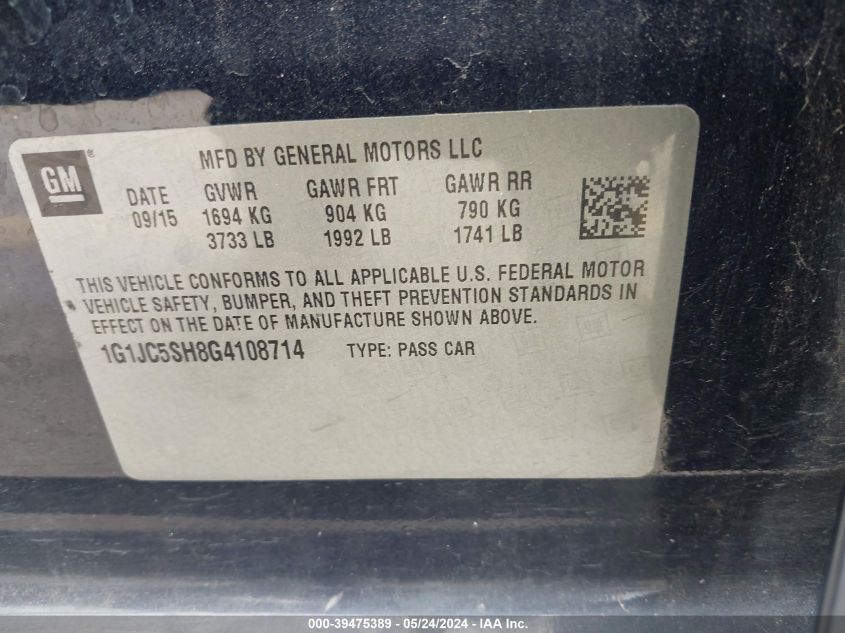 GM®
MFD BY GENERAL MOTORS LLC
DATE GVWR GAWR FRT GAWR RR
09/15 1694 KG 904 KG 790 KG
3733 LB 1992 LB 1741 LB
THIS VEHICLE CONFORMS TO ALL APPLICABLE U.S. FEDERAL MOTOR
VEHICLE SAFETY, BUMPER, AND THEFT PREVENTION STANDARDS IN
EFFECT ON THE DATE OF MANUFACTURE SHOWN ABOVE.
1G1JC5SH8G4108714 TYPE: PASS CAR
000-39475389 - 05/24/2024 - IAA Inc.